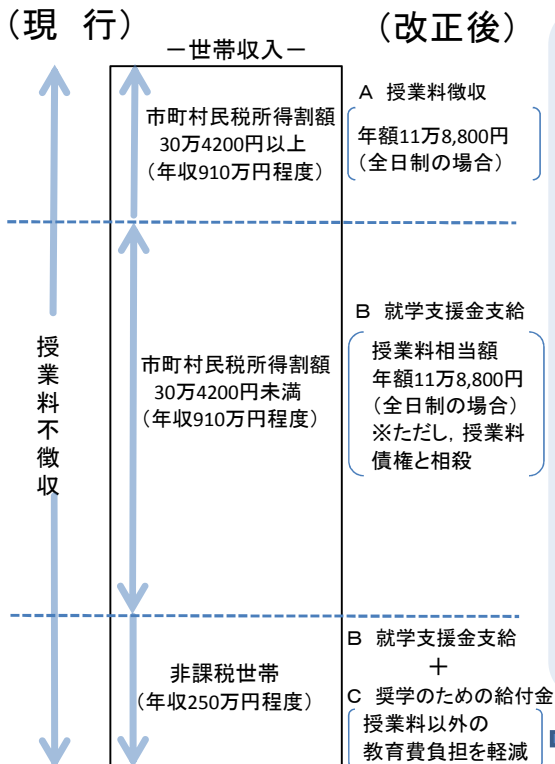 （現　行）
－世帯収入－
（改正後）
授業料不徴収
市町村民税所得割額
30万4200円以上
（年収910万円程度）
A　授業料徴収
年額11万8,800円
（全日制の場合）
市町村民税所得割額
30万4200円未満
（年収910万円程度）
B　就学支援金支給
授業料相当額
年額11万8,800円
（全日制の場合）
※ただし，授業料
債権と相殺
非課税世帯
（年収250万円程度）
B　就学支援金支給
＋
C　奨学のための給付金
授業料以外の
教育費負担を軽減